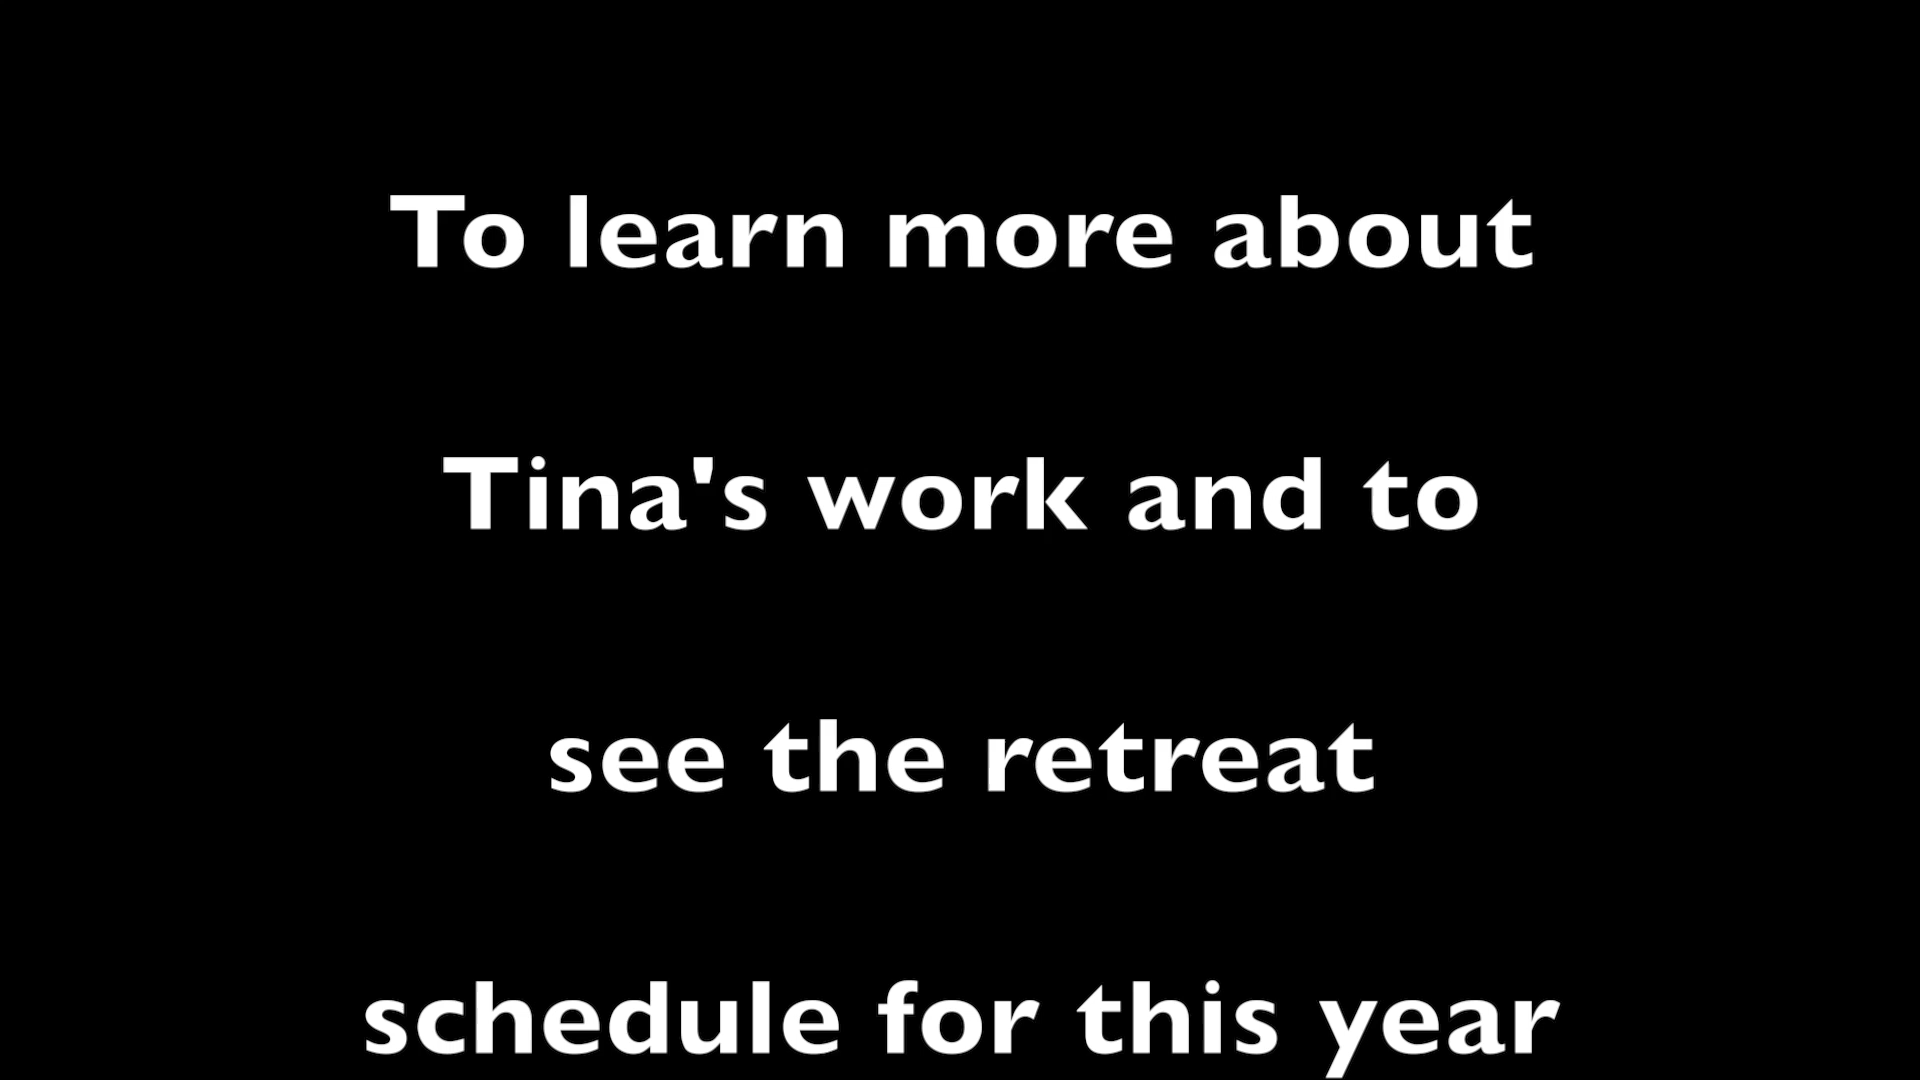 To learn more about
Tina's work and to
see the retreat
schedule for this year